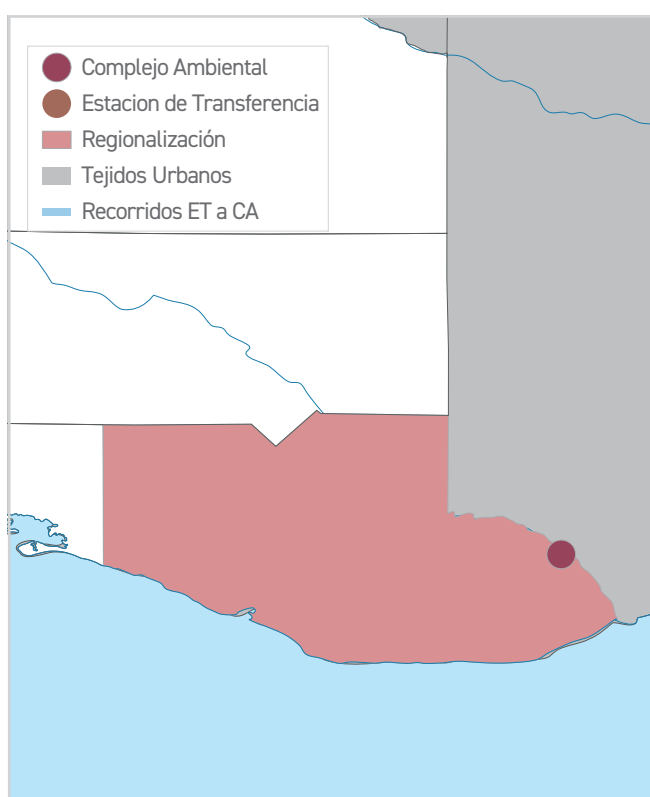 Complejo Ambiental
Estacion de Transferencia
Regionalización
Tejidos Urbanos
Recorridos ET a CA